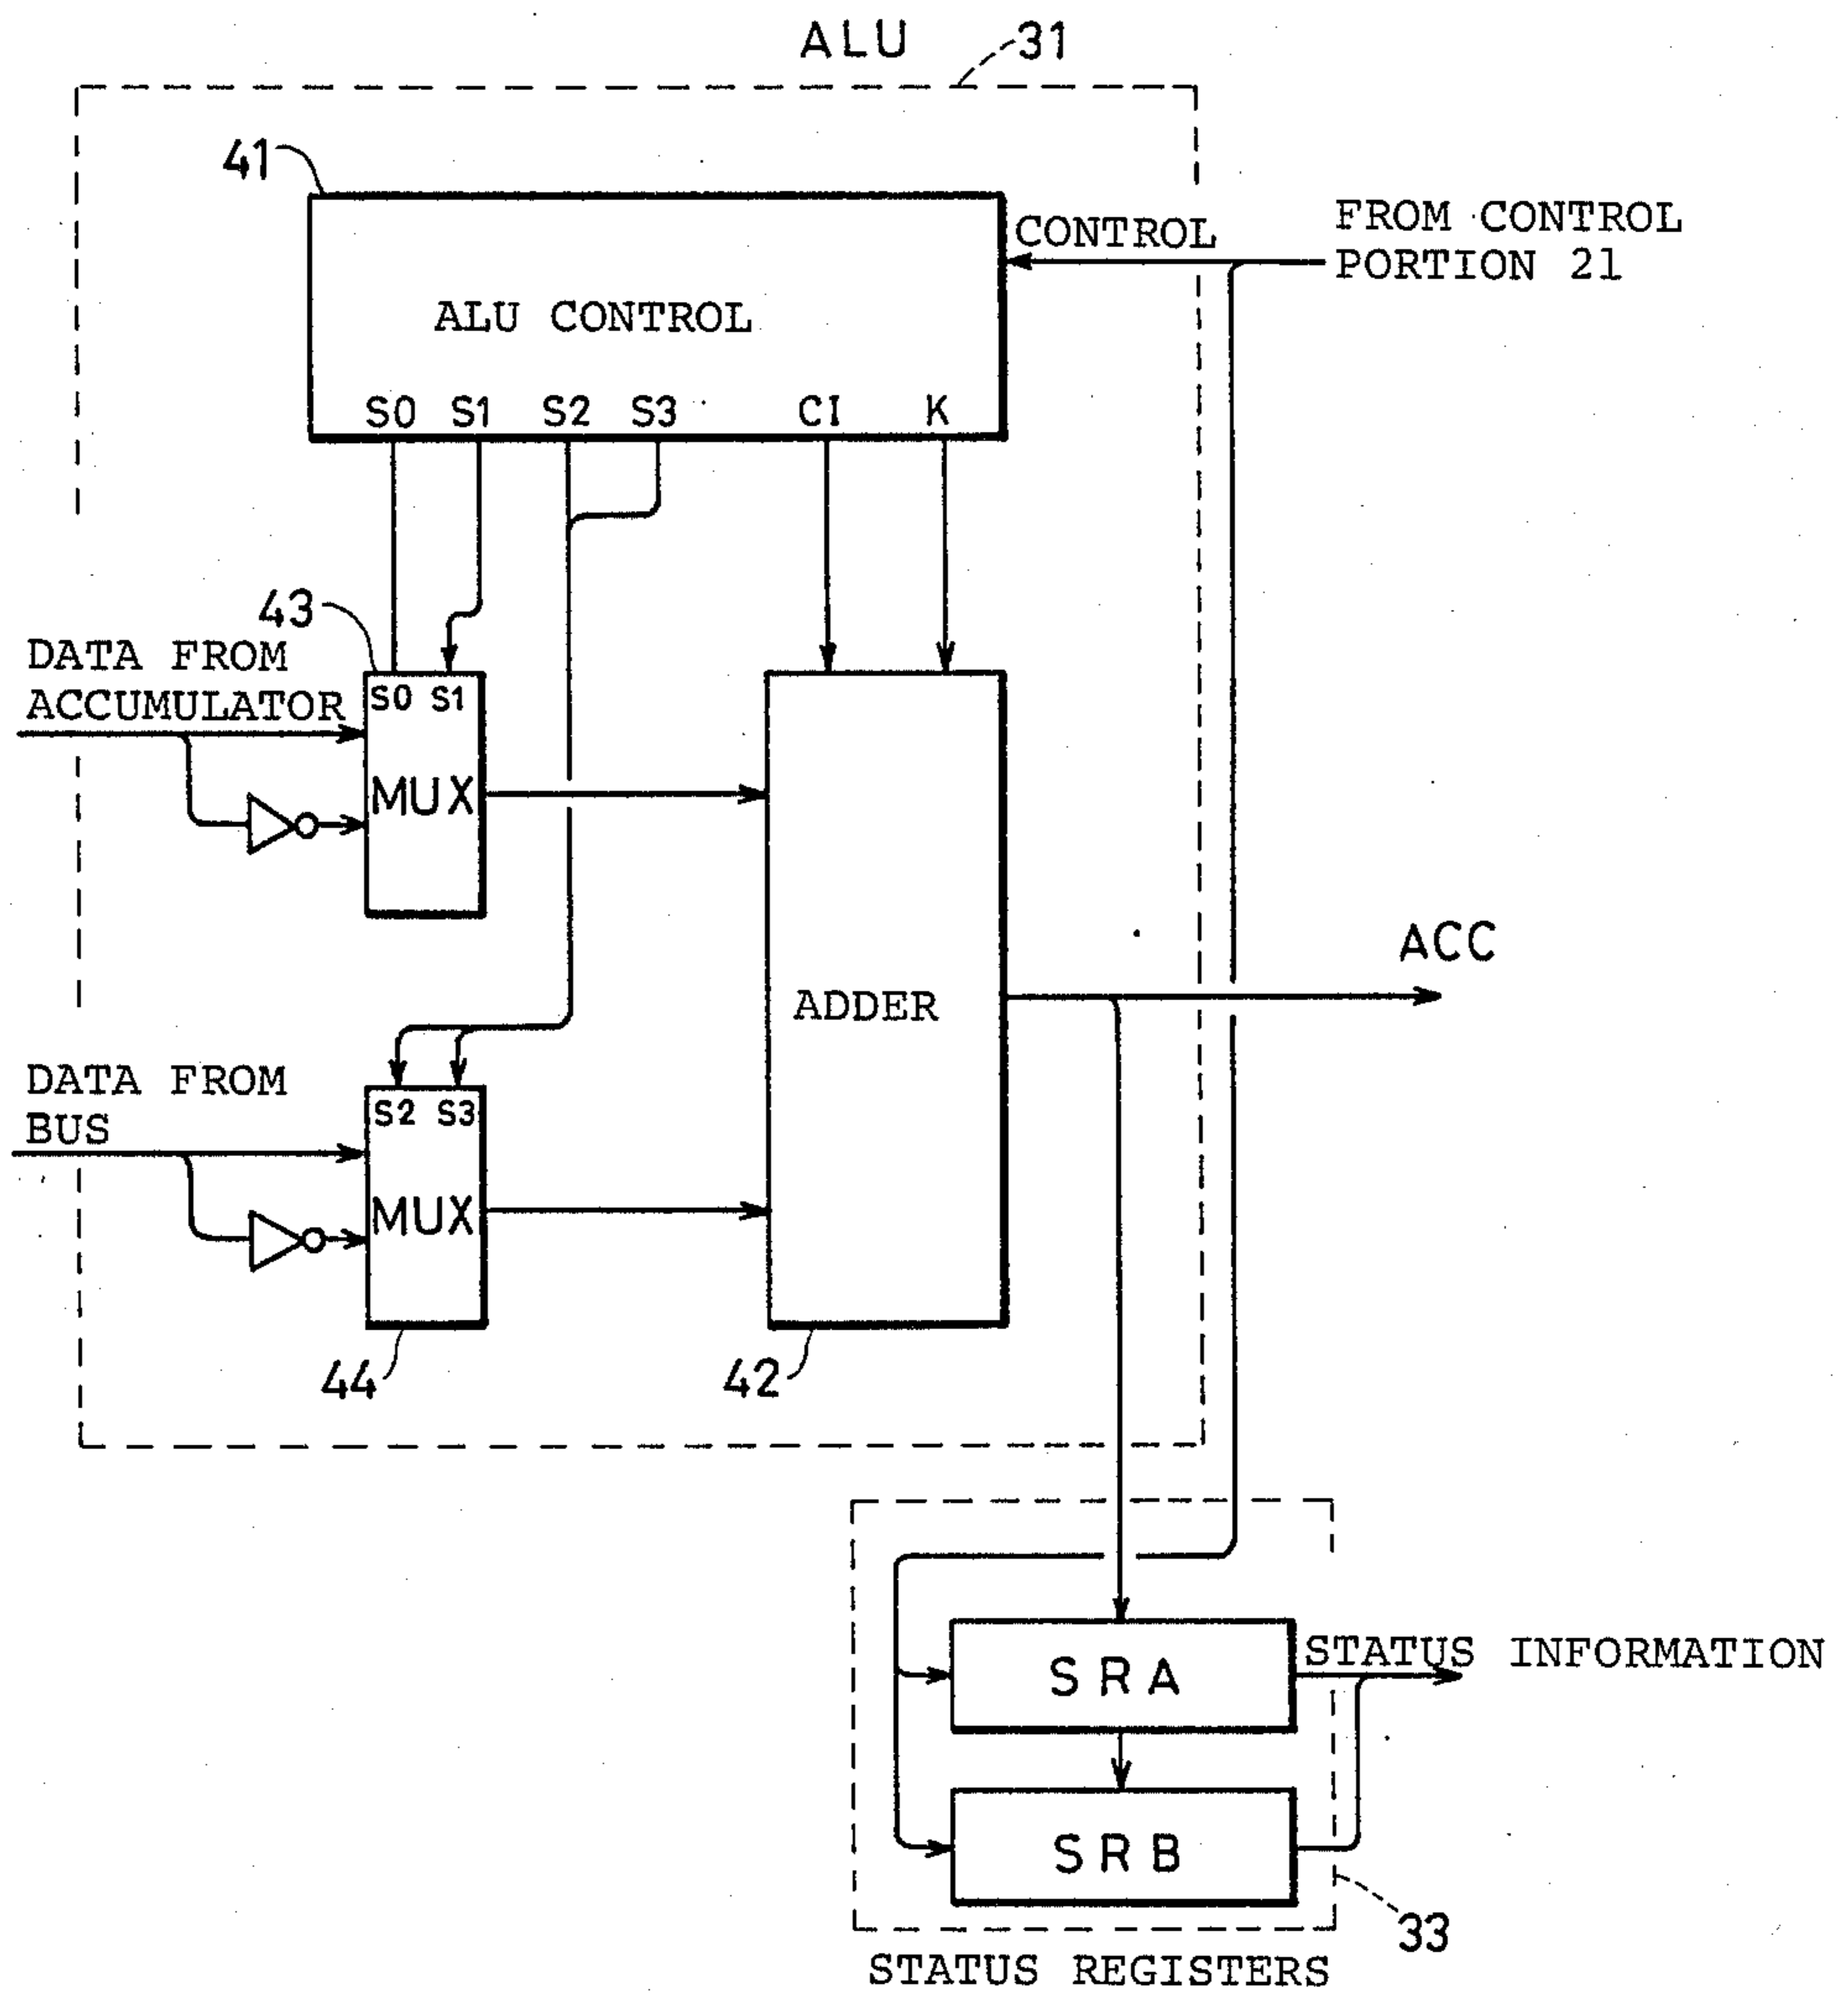 ALU
31
41
CONTROL
FROM CONTROL
PORTION 21
ALU CONTROL
S0 S1 S2 S3 CI K
43
DATA FROM
ACCUMULATOR
S0 S1
MUX
ADDER
ACC
DATA FROM
BUS
S2 S3
MUX
44
42
SRA
STATUS INFORMATION
SRB
33
STATUS REGISTERS